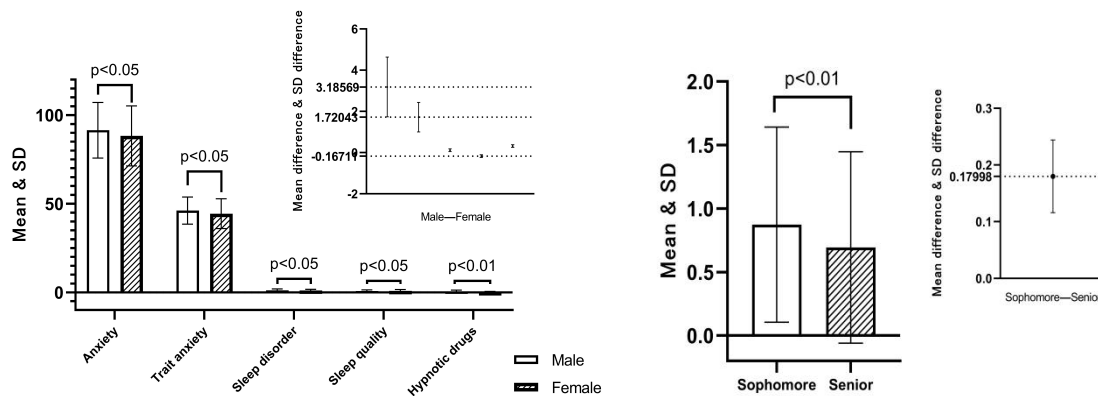 Mean & SD
100
50
0
p<0.05
p<0.05
p<0.05
p<0.05
p<0.01
Anxiety
Trait anxiety
Sleep disorder
Sleep quality
Hypnotic drugs
Mean difference & SD difference
6
4
3.18569
2
1.72043
0
-0.16717
-2
Male—Female
Male
Female
Mean & SD
2.0
1.5
1.0
0.5
0.0
p<0.01
Sophomore
Senior
Mean difference & SD difference
0.3
0.2
0.17998
0.1
0.0
Sophomore—Senior